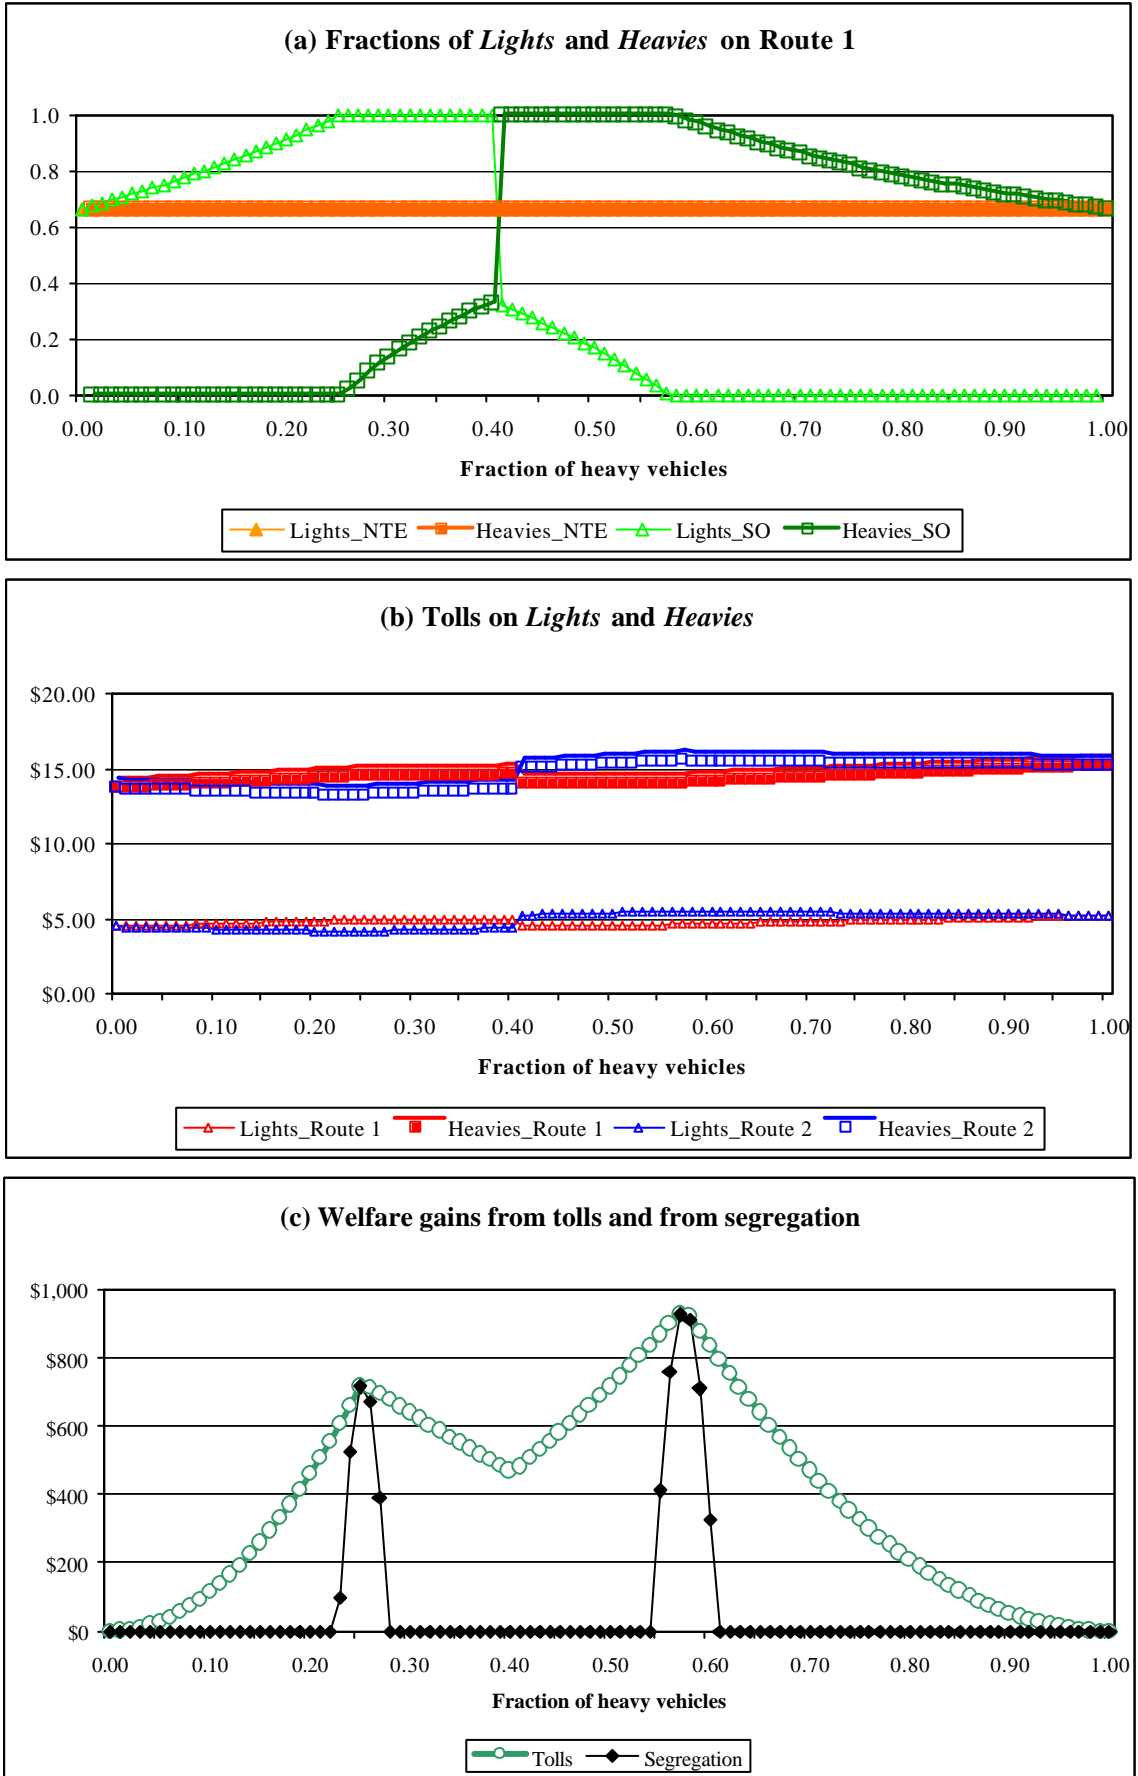 (a) Fractions of Lights and Heavies on Route 1
1.0
0.8
0.6
0.4
0.2
0.0
0.00 0.10 0.20 0.30 0.40 0.50 0.60 0.70 0.80 0.90 1.00
Fraction of heavy vehicles
Lights_NTE Heavies_NTE Lights_SO Heavies_SO
(b) Tolls on Lights and Heavies
$20.00
$15.00
$10.00
$5.00
$0.00
0.00 0.10 0.20 0.30 0.40 0.50 0.60 0.70 0.80 0.90 1.00
Fraction of heavy vehicles
Lights_Route 1 Heavies_Route 1 Lights_Route 2 Heavies_Route 2
(c) Welfare gains from tolls and from segregation
$1,000
$800
$600
$400
$200
$0
0.00 0.10 0.20 0.30 0.40 0.50 0.60 0.70 0.80 0.90 1.00
Fraction of heavy vehicles
Tolls Segregation